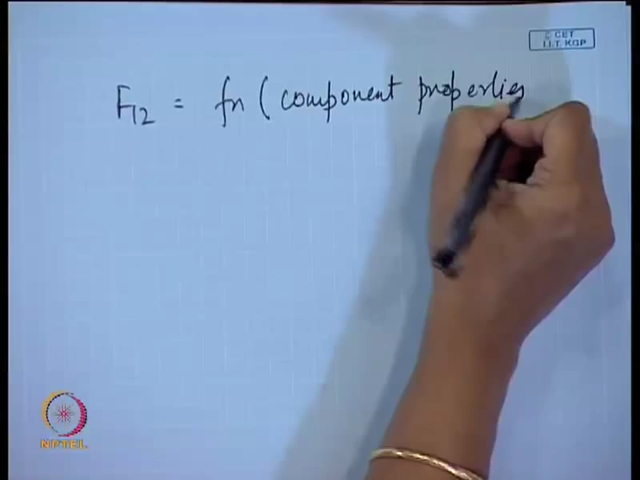 © CET
I.I.T. KGP
F12 = fn ( component properties
NPTEL